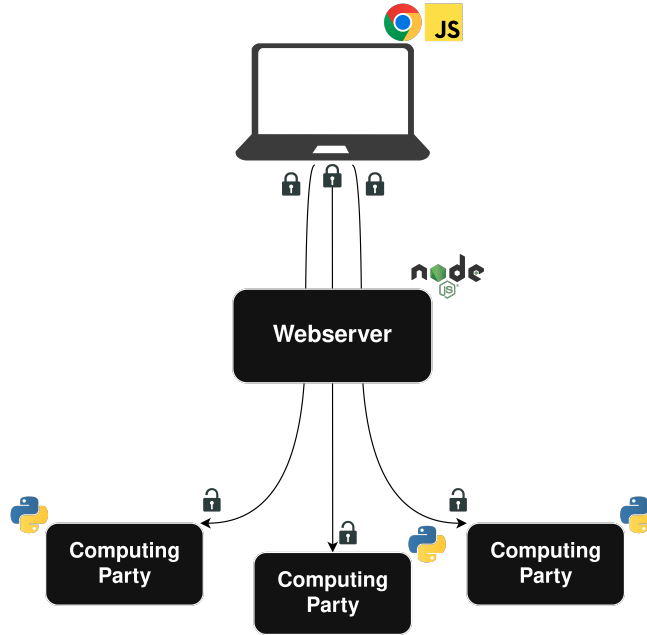 JS
node
JS
Webserver
Computing
Party
Computing
Party
Computing
Party